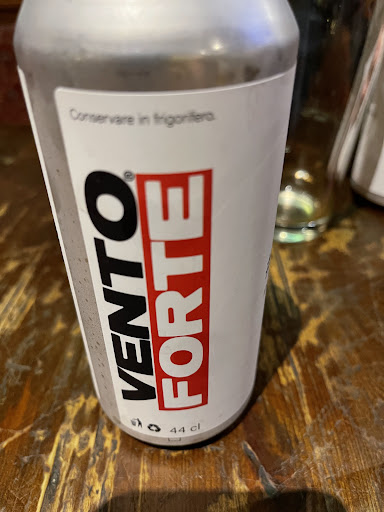 Conservare in frigorifero.
VENTO®
FORTE
44 cl